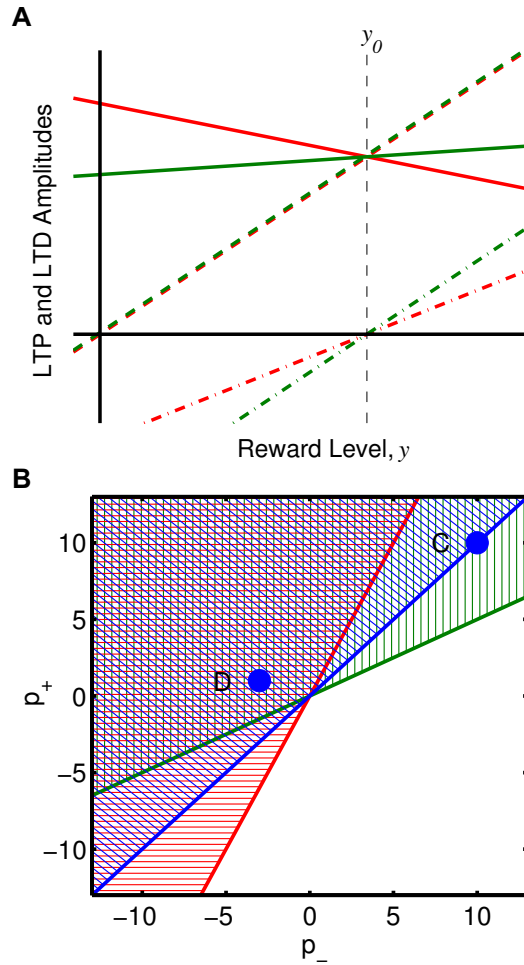 A
y₀
LTP and LTD Amplitudes
Reward Level, y
B
10
5
0
−5
−10
p₊
C
D
−10
−5
0
5
10
p₋